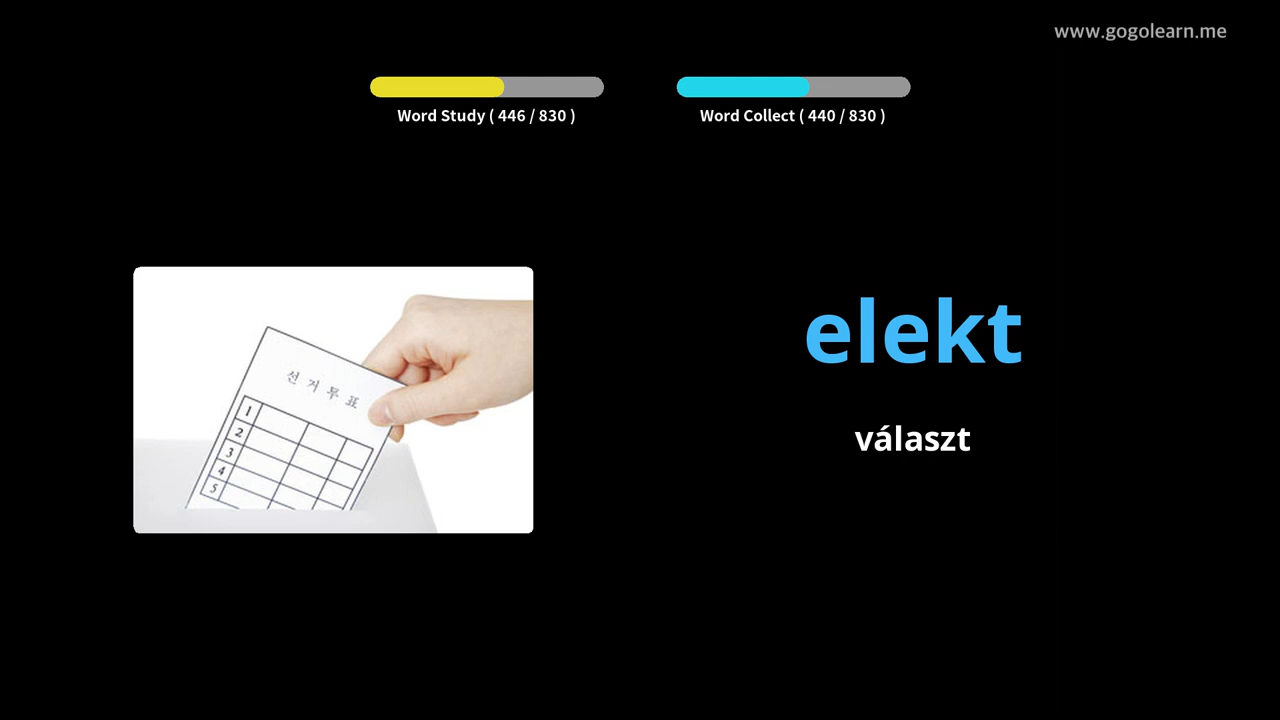 www.gogolearn.me
Word Study ( 446 / 830 )
Word Collect ( 440 / 830 )
선거투표
1
2
3
4
5
elekt
választ